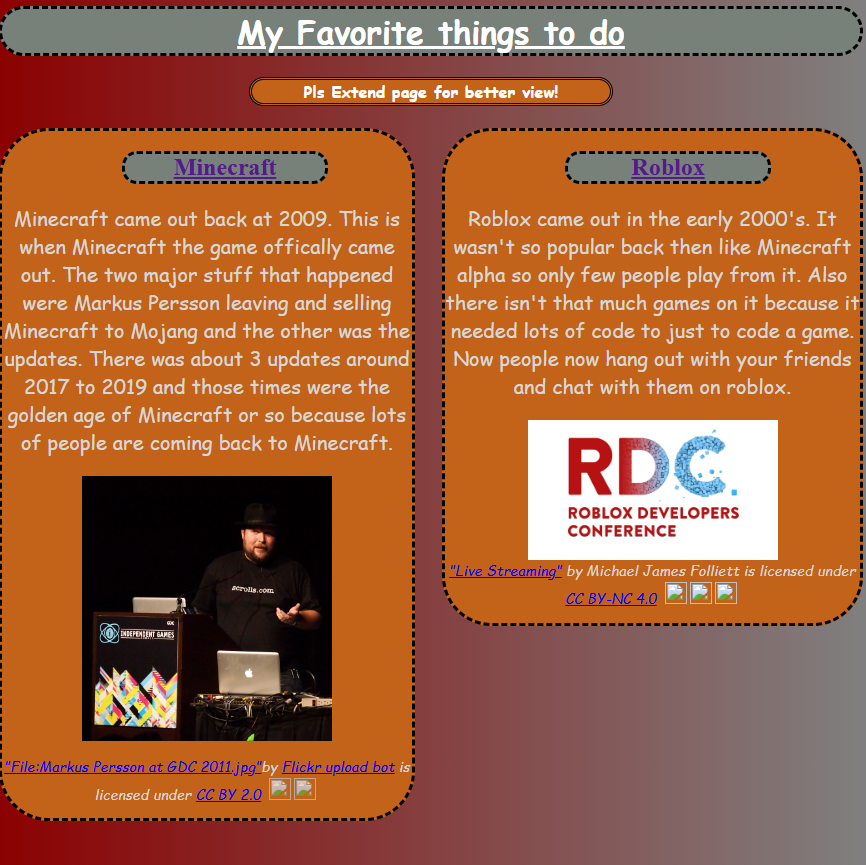 My Favorite things to do
Pls Extend page for better view!
Minecraft
Minecraft came out back at 2009. This is
when Minecraft the game offically came
out. The two major stuff that happened
were Markus Persson leaving and selling
Minecraft to Mojang and the other was the
updates. There was about 3 updates around
2017 to 2019 and those times were the
golden age of Minecraft or so because lots
of people are coming back to Minecraft.
scrolls.com
GDC
INDEPENDENT GAMES
"File:Markus Persson at GDC 2011.jpg"by Flickr upload bot is
licensed under CC BY 2.0
Roblox
Roblox came out in the early 2000's. It
wasn't so popular back then like Minecraft
alpha so only few people play from it. Also
there isn't that much games on it because it
needed lots of code to just to code a game.
Now people now hang out with your friends
and chat with them on roblox.
RDC.
ROBLOX DEVELOPERS
CONFERENCE
"Live Streaming" by Michael James Folliett is licensed under
CC BY-NC 4.0